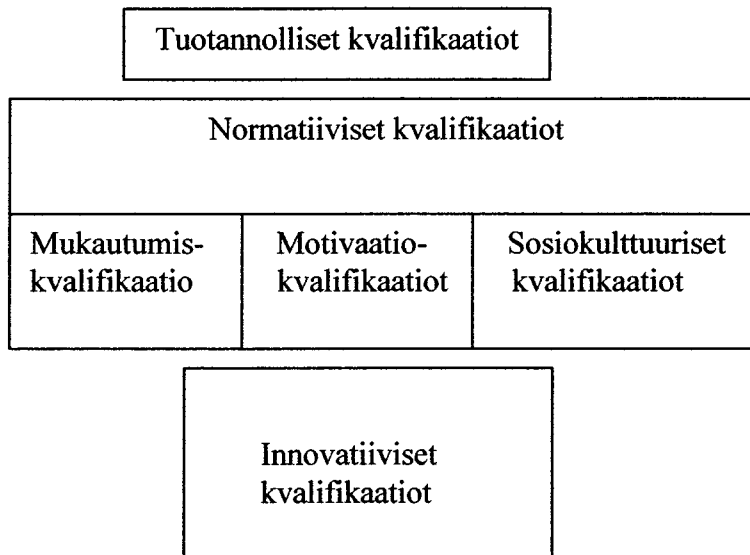 Tuotannolliset kvalifikaatiot
Normatiiviset kvalifikaatiot
Mukautumis-
kvalifikaatio
Motivaatio-
kvalifikaatiot
Sosiokulttuuriset
kvalifikaatiot
Innovatiiviset
kvalifikaatiot